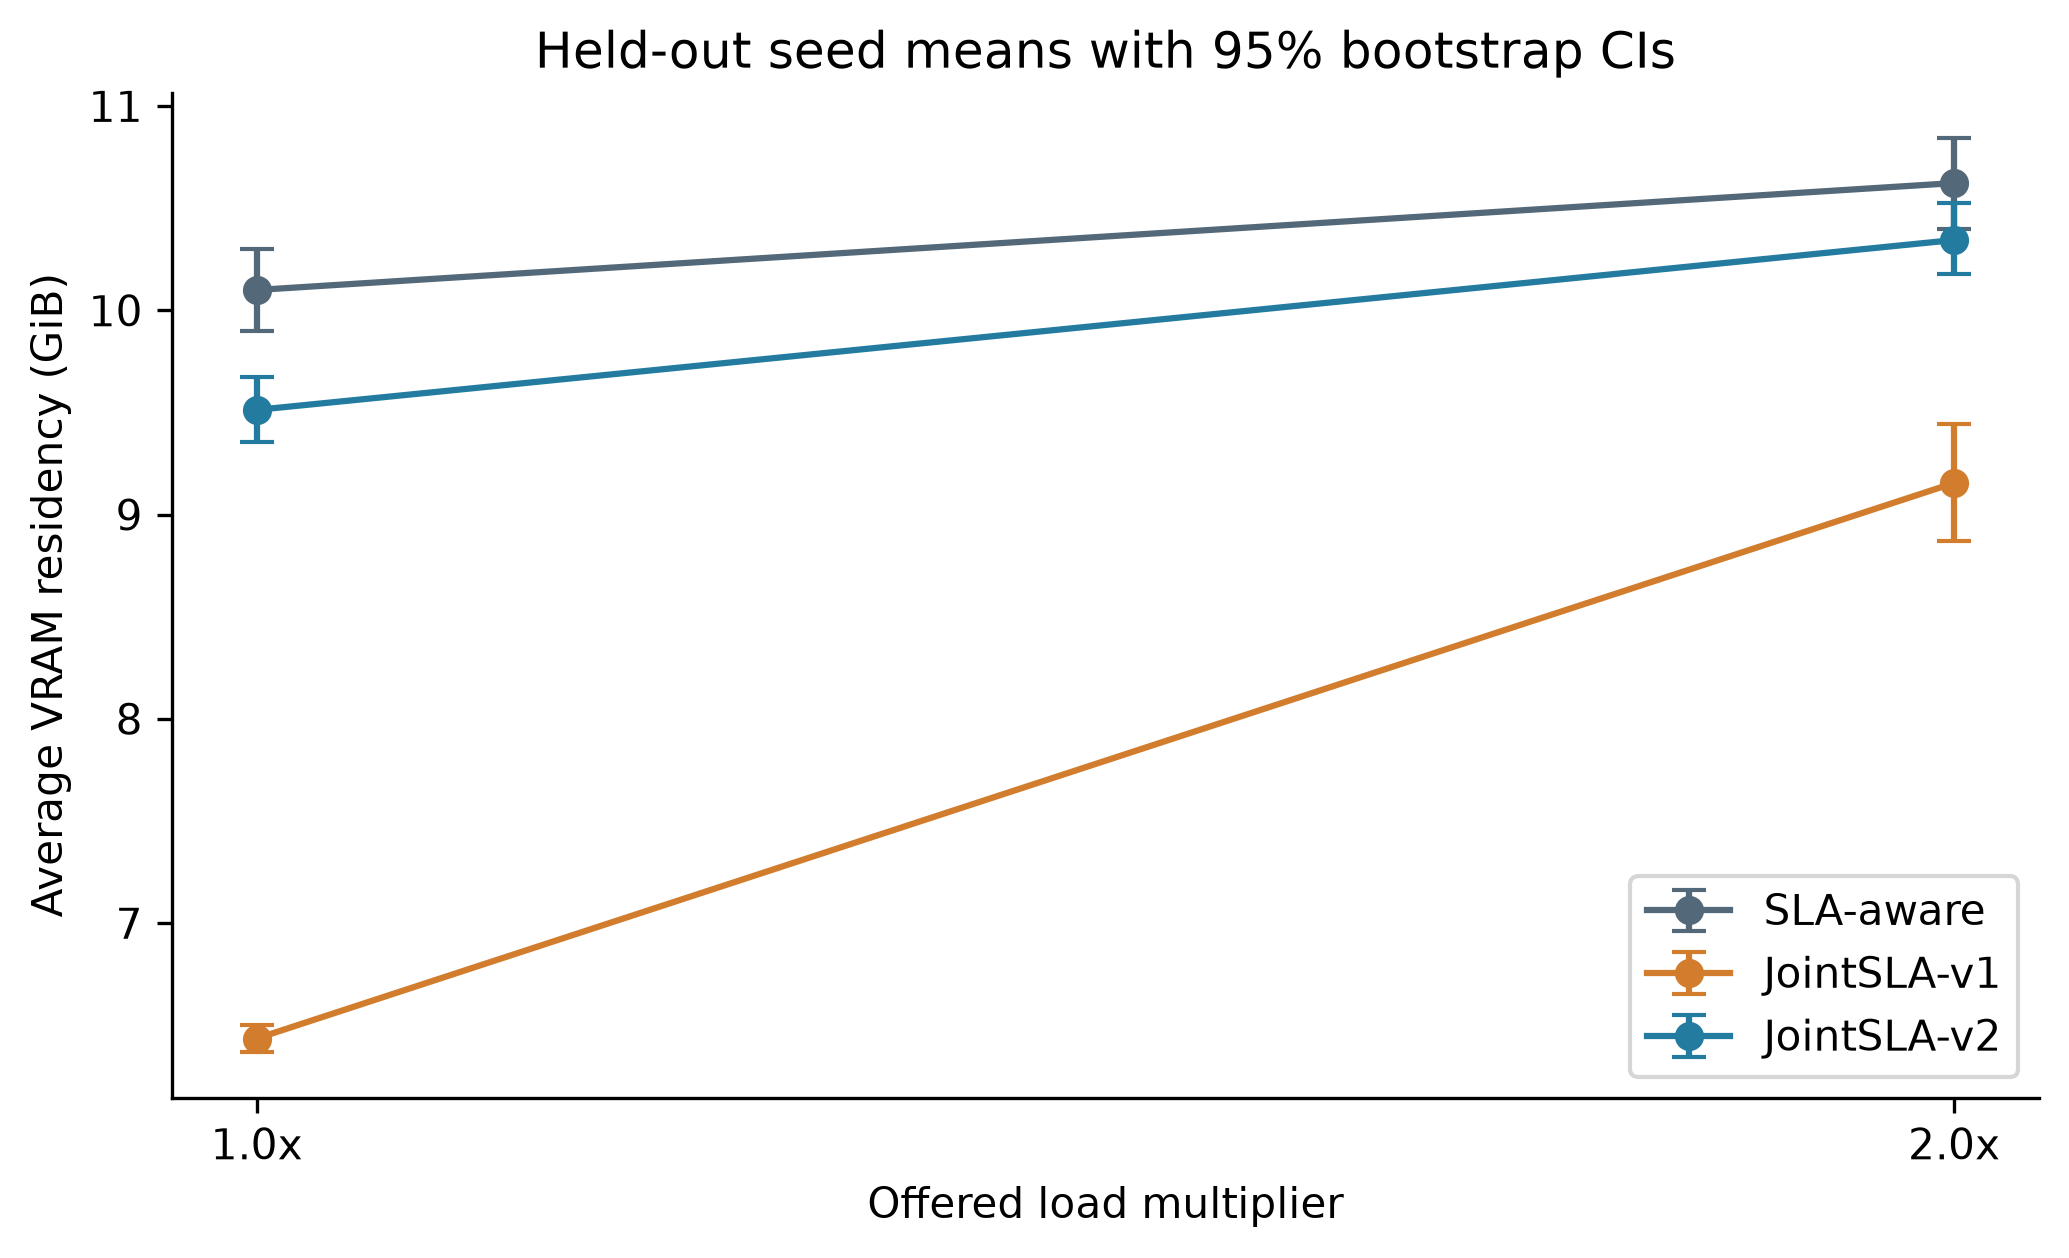 Held-out seed means with 95% bootstrap CIs
Average VRAM residency (GiB)
11
10
9
8
7
1.0x
2.0x
Offered load multiplier
SLA-aware
JointSLA-v1
JointSLA-v2